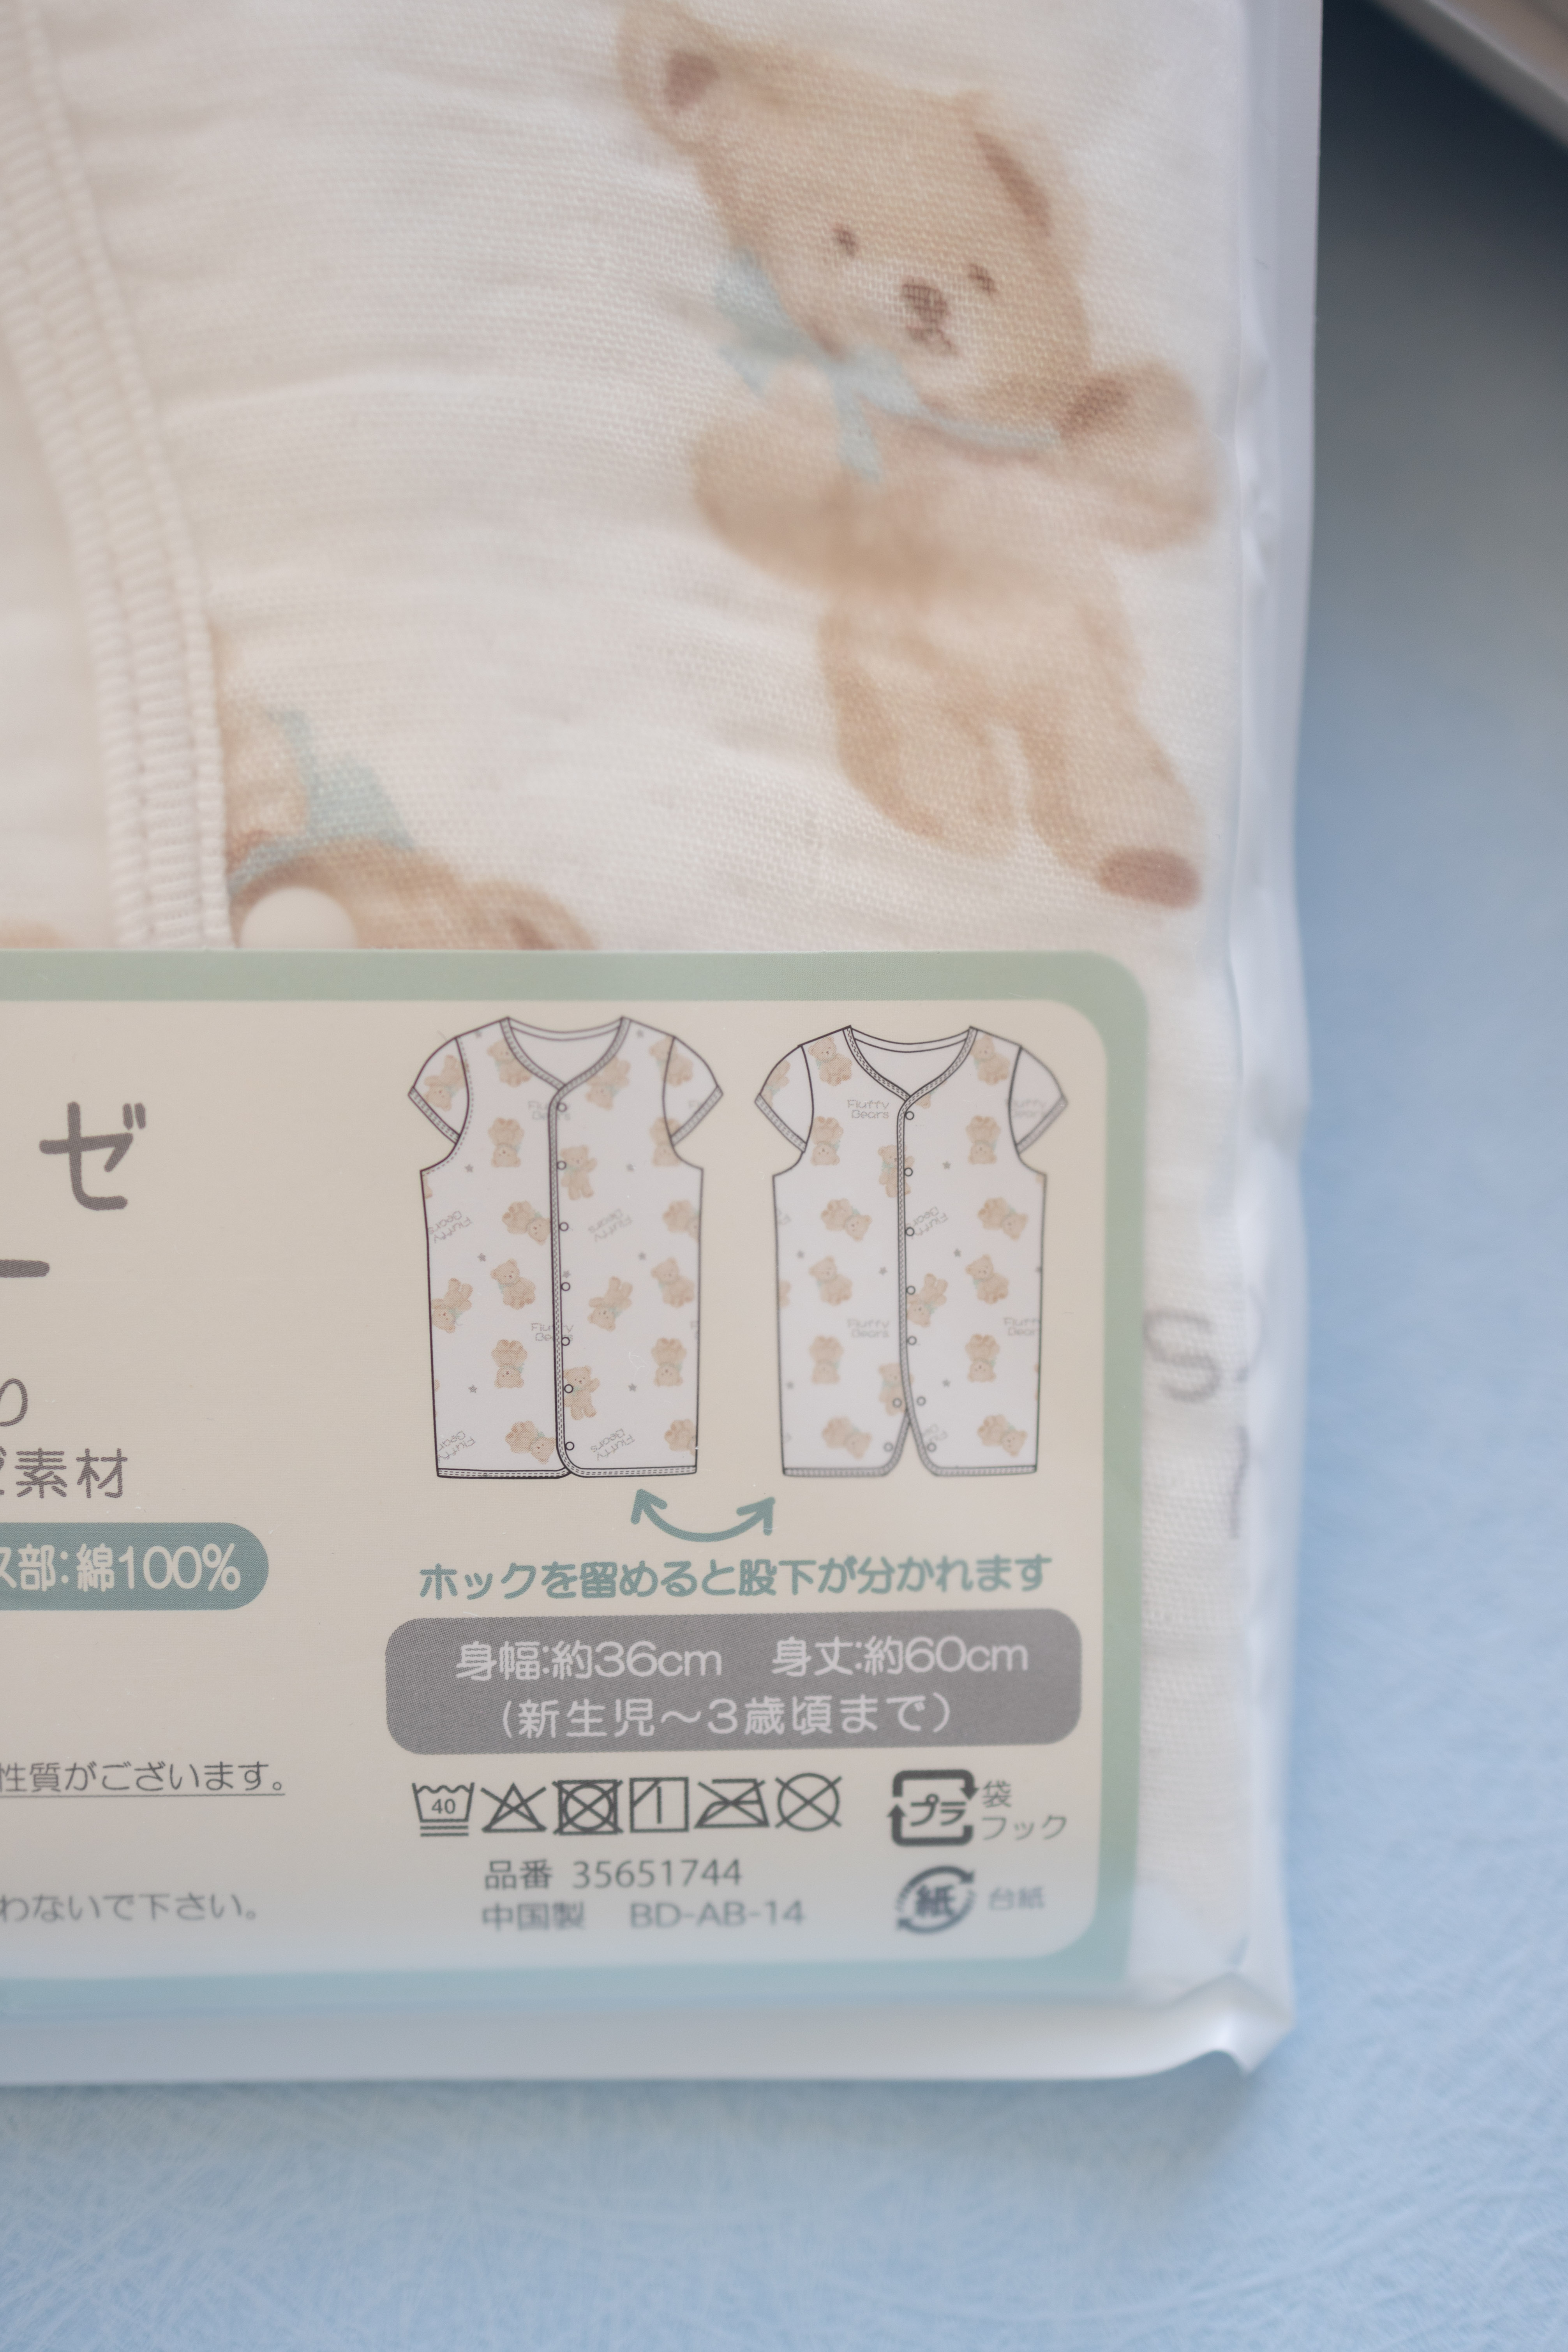 ゼ
ー
り
素材
ス部:綿100%
性質がございます。
わないで下さい。
Fluffy
Bears
ホックを留めると股下が分かれます
身幅:約36cm 身丈:約60cm
(新生児～3歳頃まで)
40
プラ
袋
フック
品番 35651744
中国製 BD-AB-14
紙
台紙
S